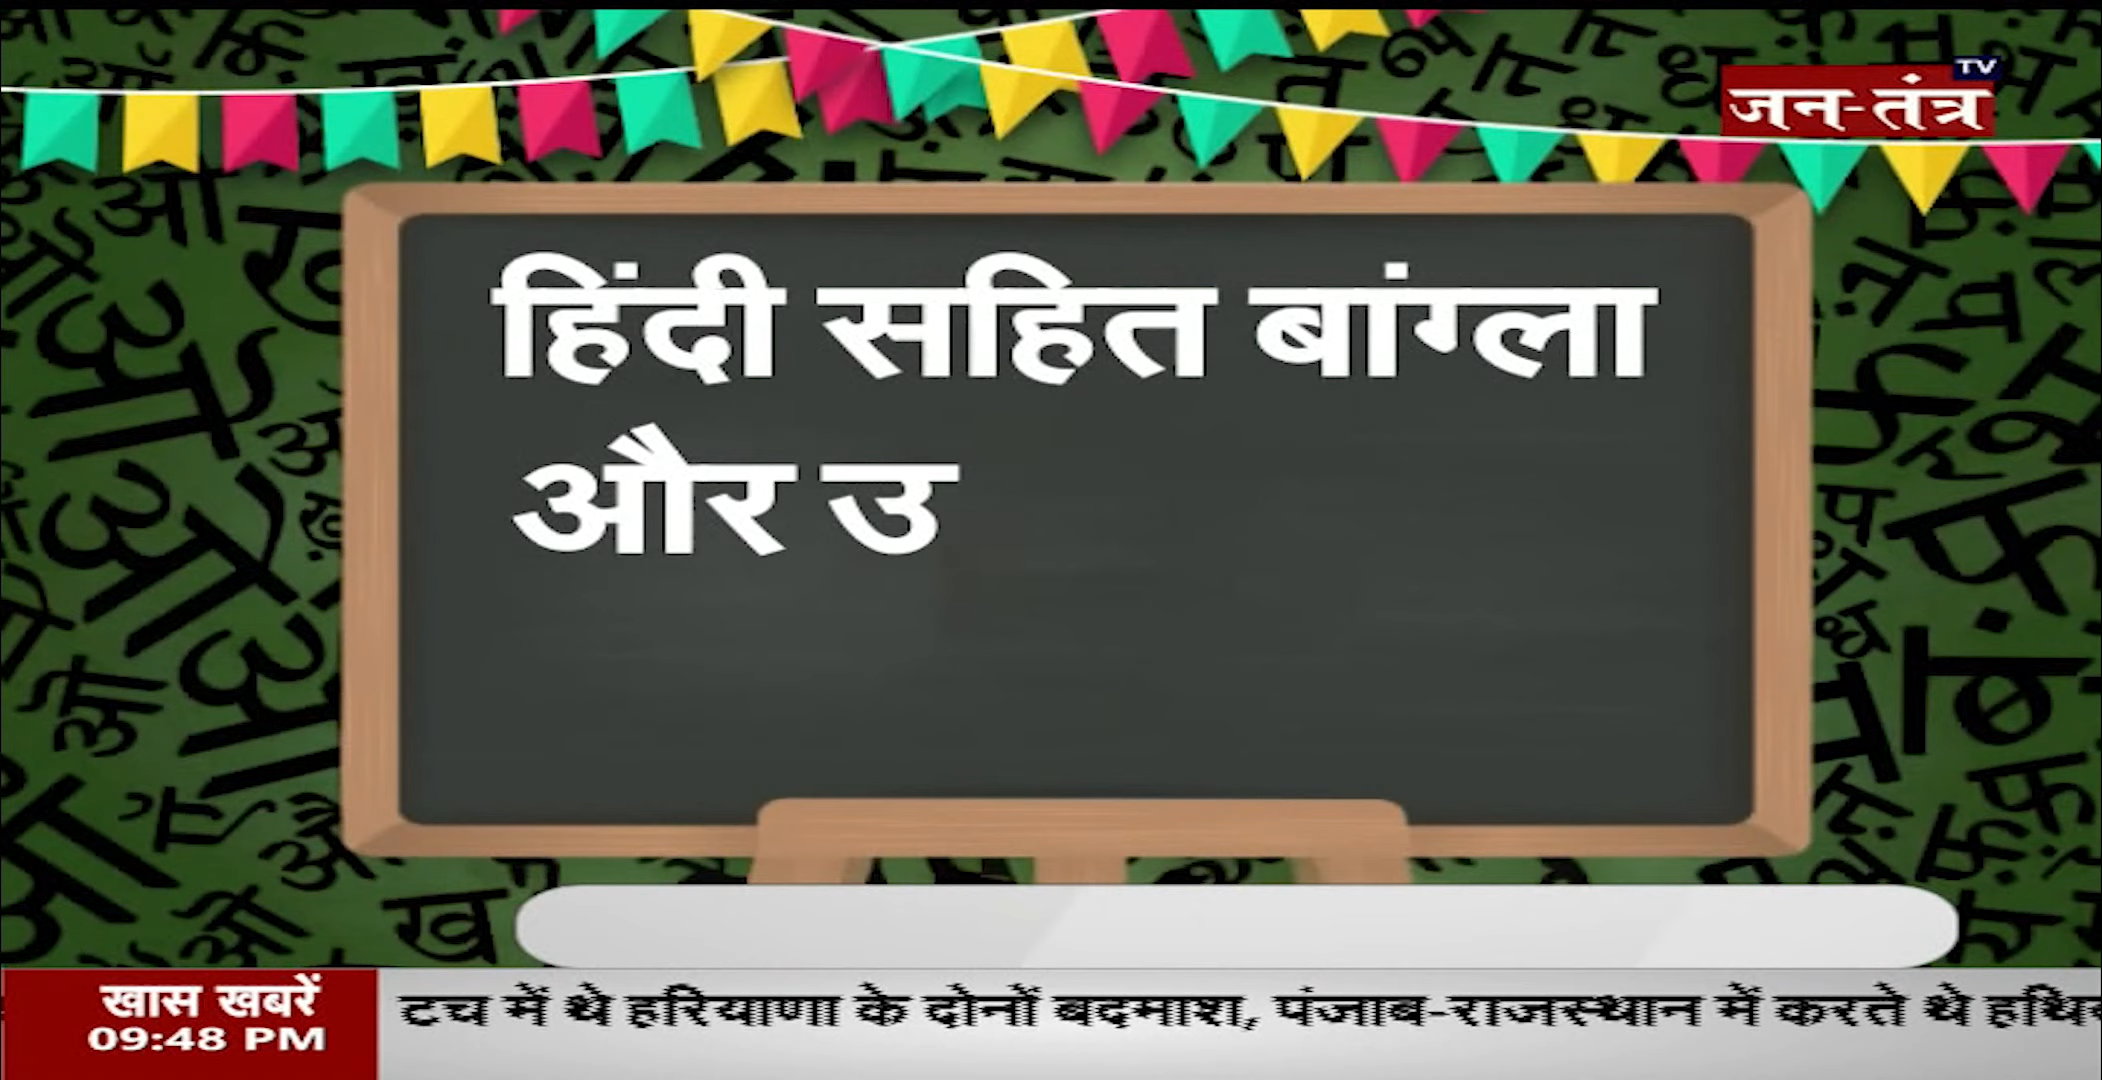 TV
जन-तंत्र
हिंदी सहित बांग्ला
और उ
खास खबरें
09:48 PM
टच में थे हरियाणा के दोनों बदमाश, पंजाब-राजस्थान में करते थे